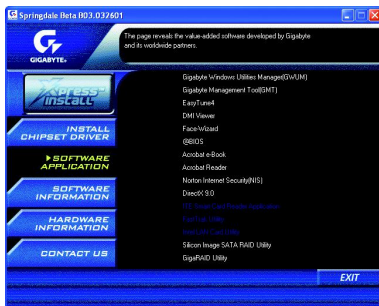 Springdale Beta B03.032601
GIGABYTE
The page reveals the value-added software developed by Gigabyte
and its worldwide partners.
Xpress™
INSTALL
INSTALL
CHIPSET DRIVER
SOFTWARE
APPLICATION
SOFTWARE
INFORMATION
HARDWARE
INFORMATION
CONTACT US
Gigabyte Windows Utilities Manager(GWUM)
Gigabyte Management Tool(GMT)
EasyTune4
DMI Viewer
Face-Wizard
@BIOS
Acrobat e-Book
Acrobat Reader
Norton Internet Security(NIS)
DirectX 9.0
Silicon Image SATA RAID Utility
GigaRAID Utility
EXIT